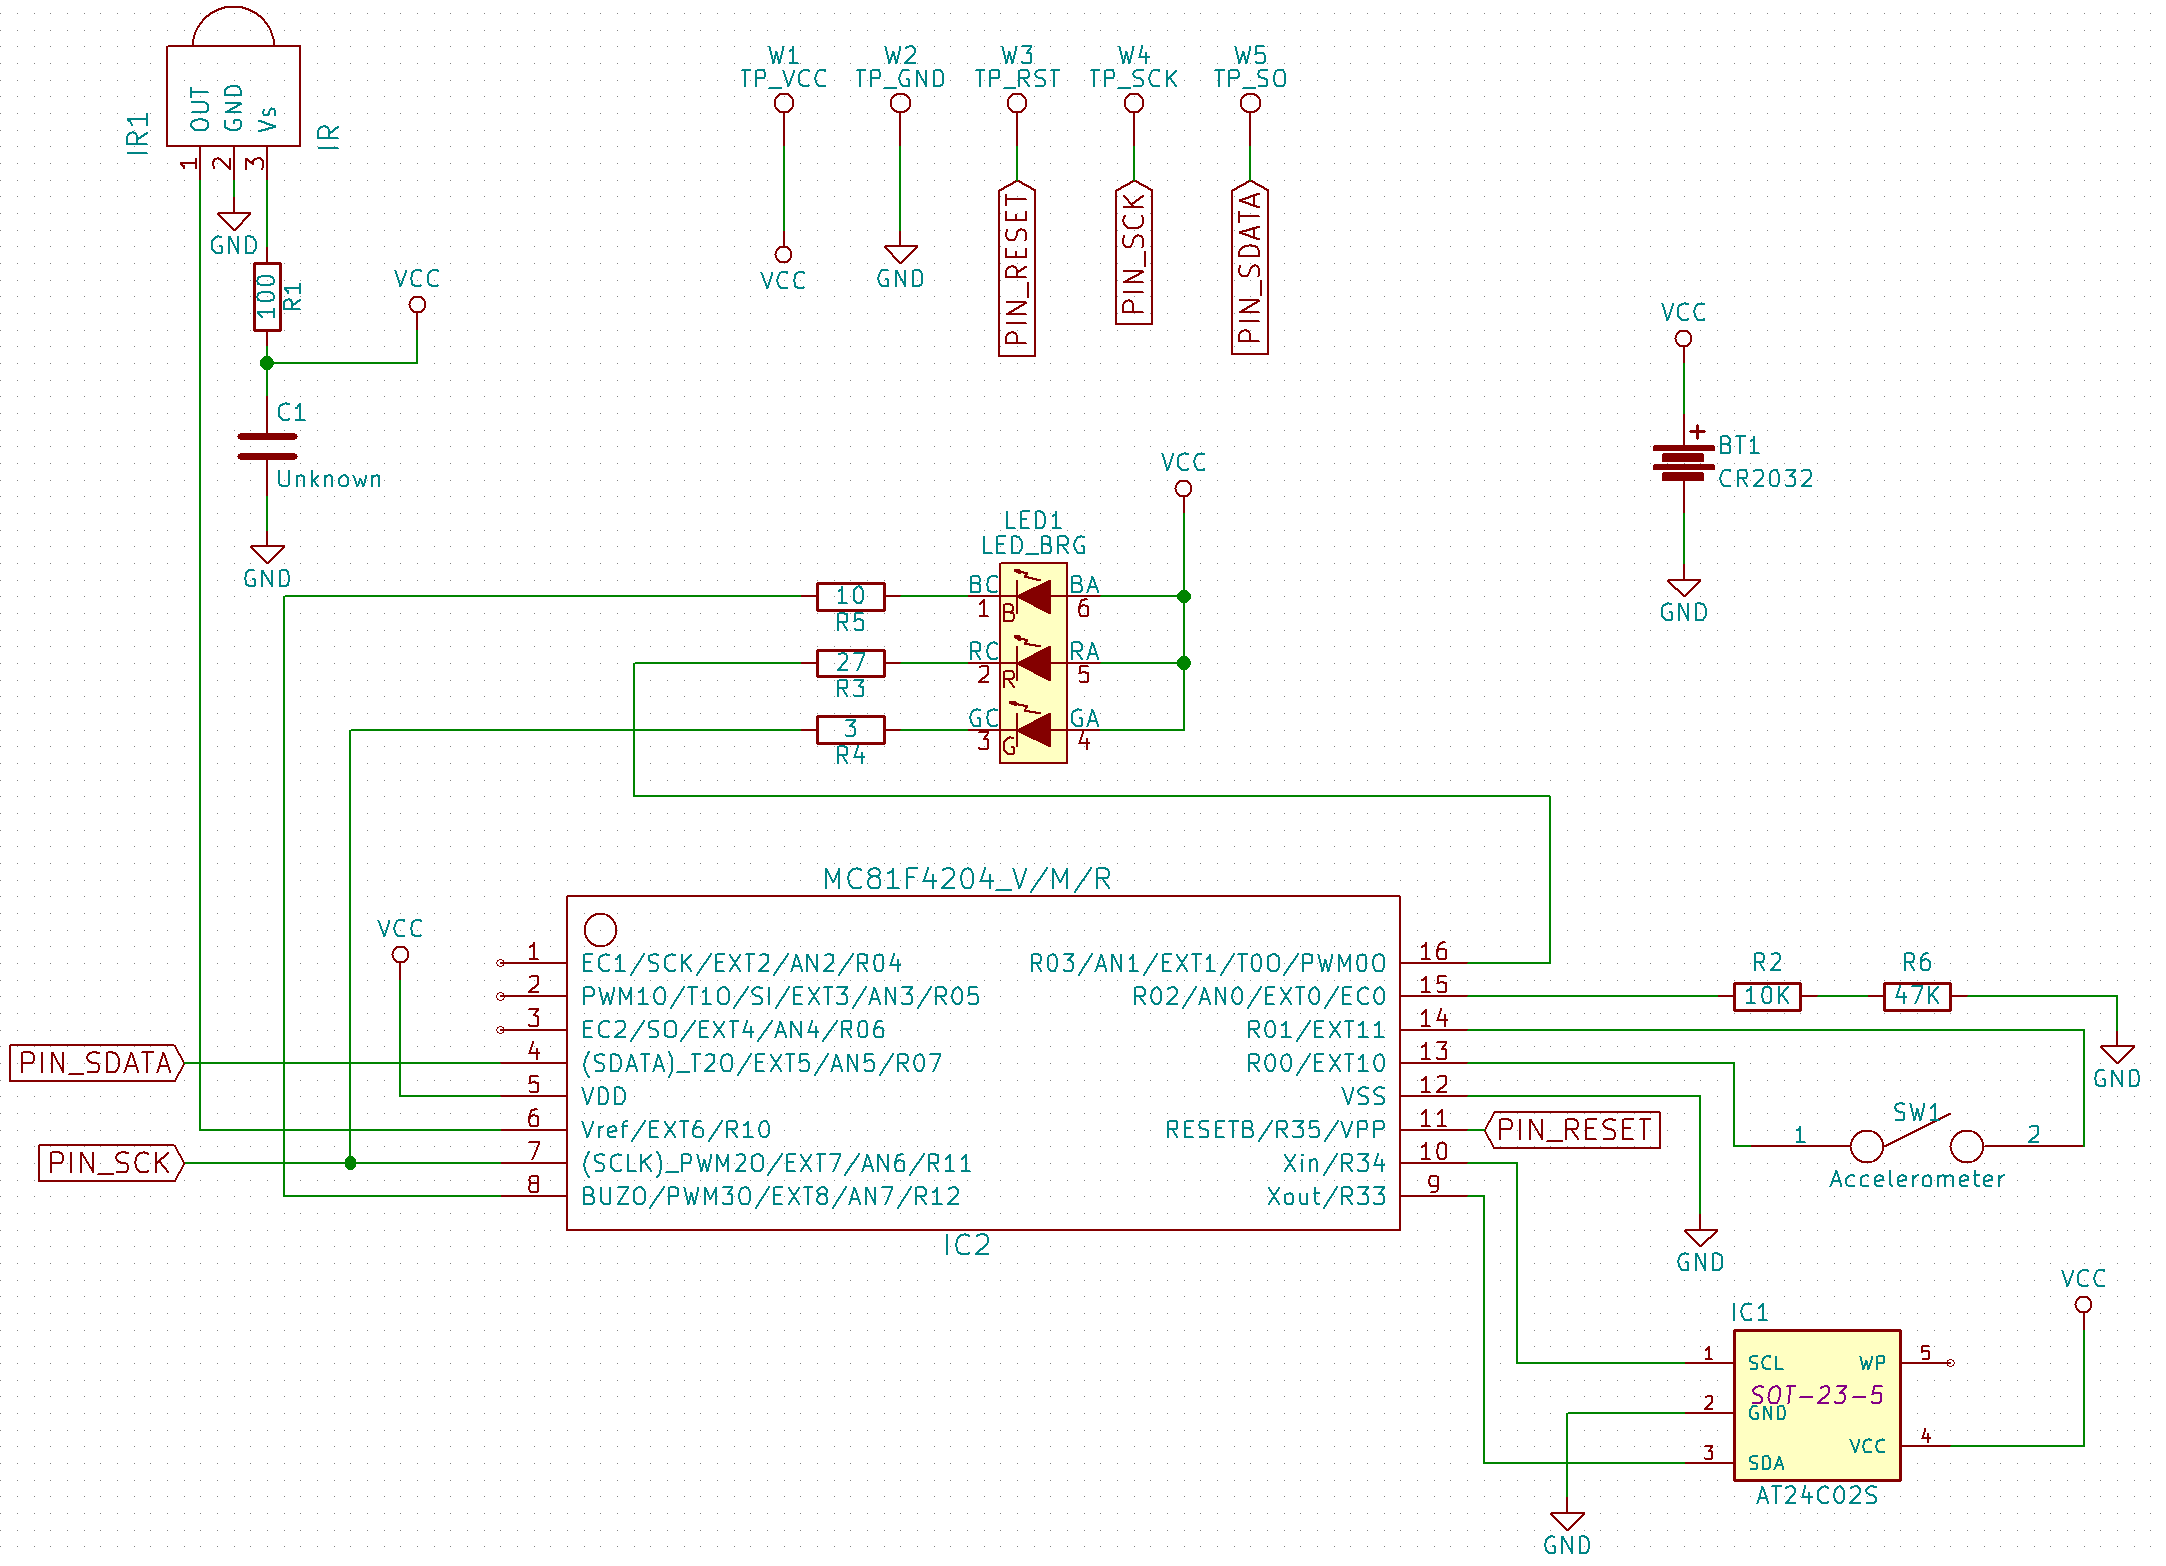 IR1
OUT
GND
Vs
IR
1
2
3
GND
100
R1
VCC
C1
Unknown
GND
W1
TP_VCC
VCC
W2
TP_GND
GND
W3
TP_RST
PIN_RESET
W4
TP_SCK
PIN_SCK
W5
TP_SO
PIN_SDATA
VCC
BT1
CR2032
GND
VCC
LED1
LED_BRG
10
R5
BC
1
B
BA
6
27
R3
RC
2
R
RA
5
3
R4
GC
3
G
GA
4
MC81F4204_V/M/R
VCC
1 EC1/SCK/EXT2/AN2/R04
2 PWM1O/T1O/SI/EXT3/AN3/R05
3 EC2/SO/EXT4/AN4/R06
PIN_SDATA 4 (SDATA)_T2O/EXT5/AN5/R07
5 VDD
6 Vref/EXT6/R10
PIN_SCK 7 (SCLK)_PWM2O/EXT7/AN6/R11
8 BUZO/PWM3O/EXT8/AN7/R12
R03/AN1/EXT1/T0O/PWM0O 16
R02/AN0/EXT0/EC0 15
R01/EXT11 14
R00/EXT10 13
VSS 12
RESETB/R35/VPP 11 PIN_RESET
Xin/R34 10
Xout/R33 9
IC2
R2
10K
R6
47K
GND
SW1
1
2
Accelerometer
GND
VCC
IC1
1 SCL
WP 5
SOT-23-5
2 GND
VCC 4
3 SDA
AT24C02S
GND